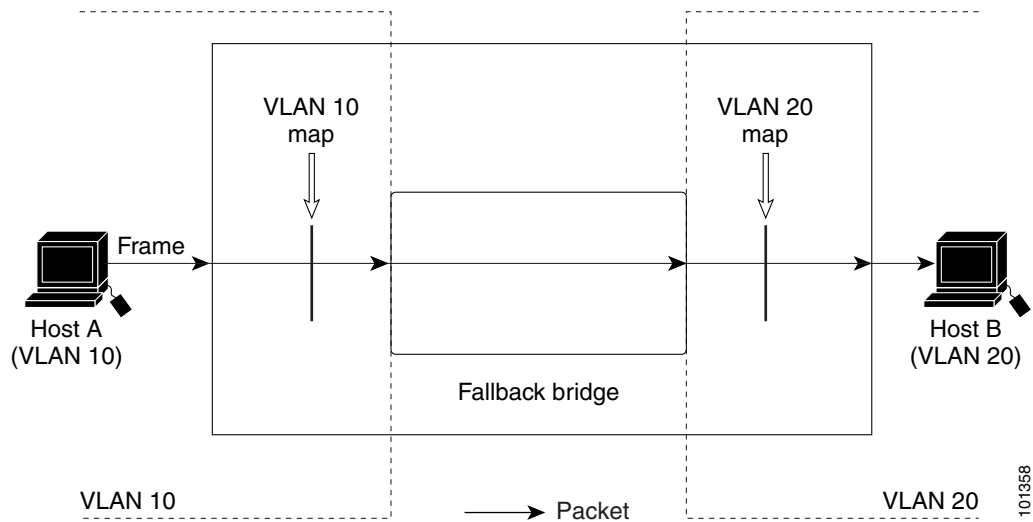 VLAN 10
map
VLAN 20
map
Frame
Host A
(VLAN 10)
Host B
(VLAN 20)
Fallback bridge
VLAN 10
Packet
VLAN 20
101358